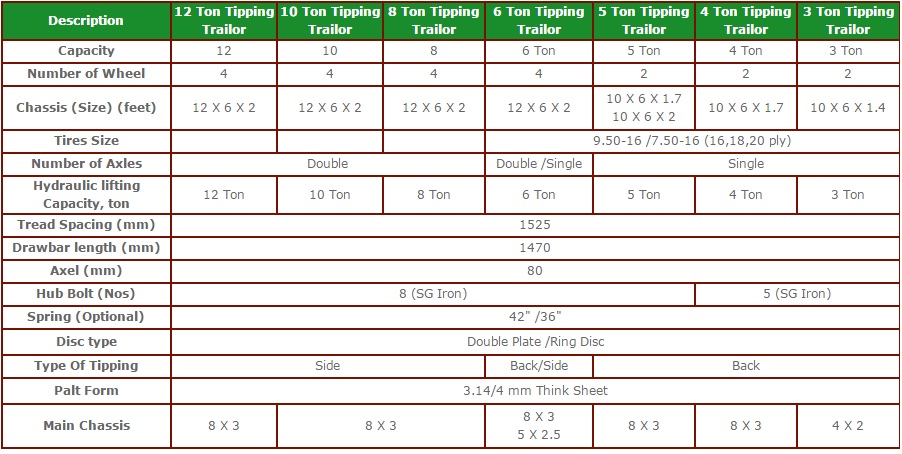 Description 12 Ton Tipping Trailor 10 Ton Tipping Trailor 8 Ton Tipping Trailor 6 Ton Tipping Trailor 5 Ton Tipping Trailor 4 Ton Tipping Trailor 3 Ton Tipping Trailor
Capacity 12 10 8 6 Ton 5 Ton 4 Ton 3 Ton
Number of Wheel 4 4 4 4 2 2 2
Chassis (Size) (feet) 12 X 6 X 2 12 X 6 X 2 12 X 6 X 2 12 X 6 X 2 10 X 6 X 1.7 10 X 6 X 2 10 X 6 X 1.7 10 X 6 X 1.4
Tires Size 9.50-16 /7.50-16 (16,18,20 ply)
Number of Axles Double Double /Single Single
Hydraulic lifting Capacity, ton 12 Ton 10 Ton 8 Ton 6 Ton 5 Ton 4 Ton 3 Ton
Tread Spacing (mm) 1525
Drawbar length (mm) 1470
Axel (mm) 80
Hub Bolt (Nos) 8 (SG Iron) 5 (SG Iron)
Spring (Optional) 42" /36"
Disc type Double Plate /Ring Disc
Type Of Tipping Side Back/Side Back
Palt Form 3.14/4 mm Think Sheet
Main Chassis 8 X 3 8 X 3 8 X 3 5 X 2.5 8 X 3 8 X 3 4 X 2